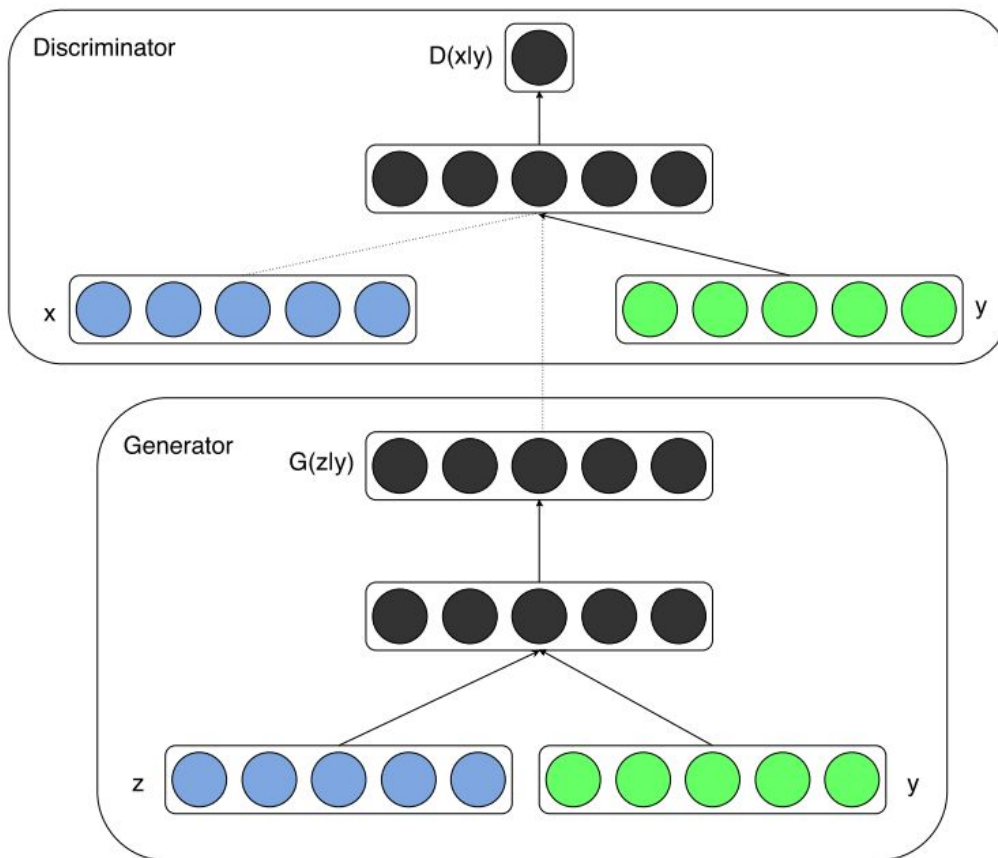 Discriminator
D(x|y)
x
y
Generator
G(z|y)
z
y